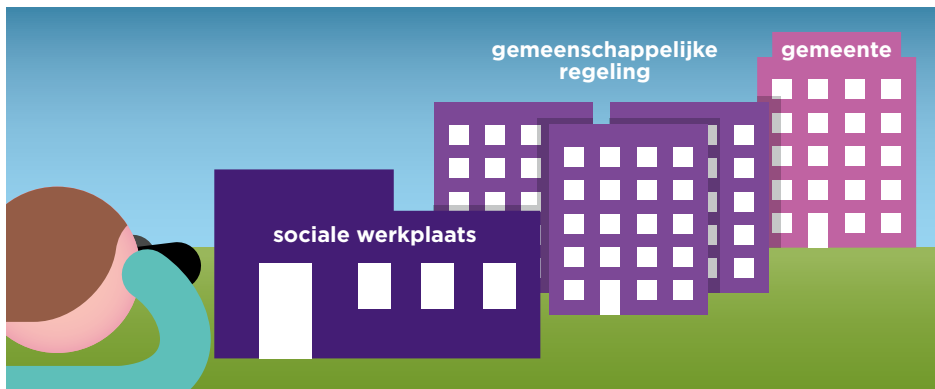 gemeenschappelijke
regeling
gemeente
sociale werkplaats